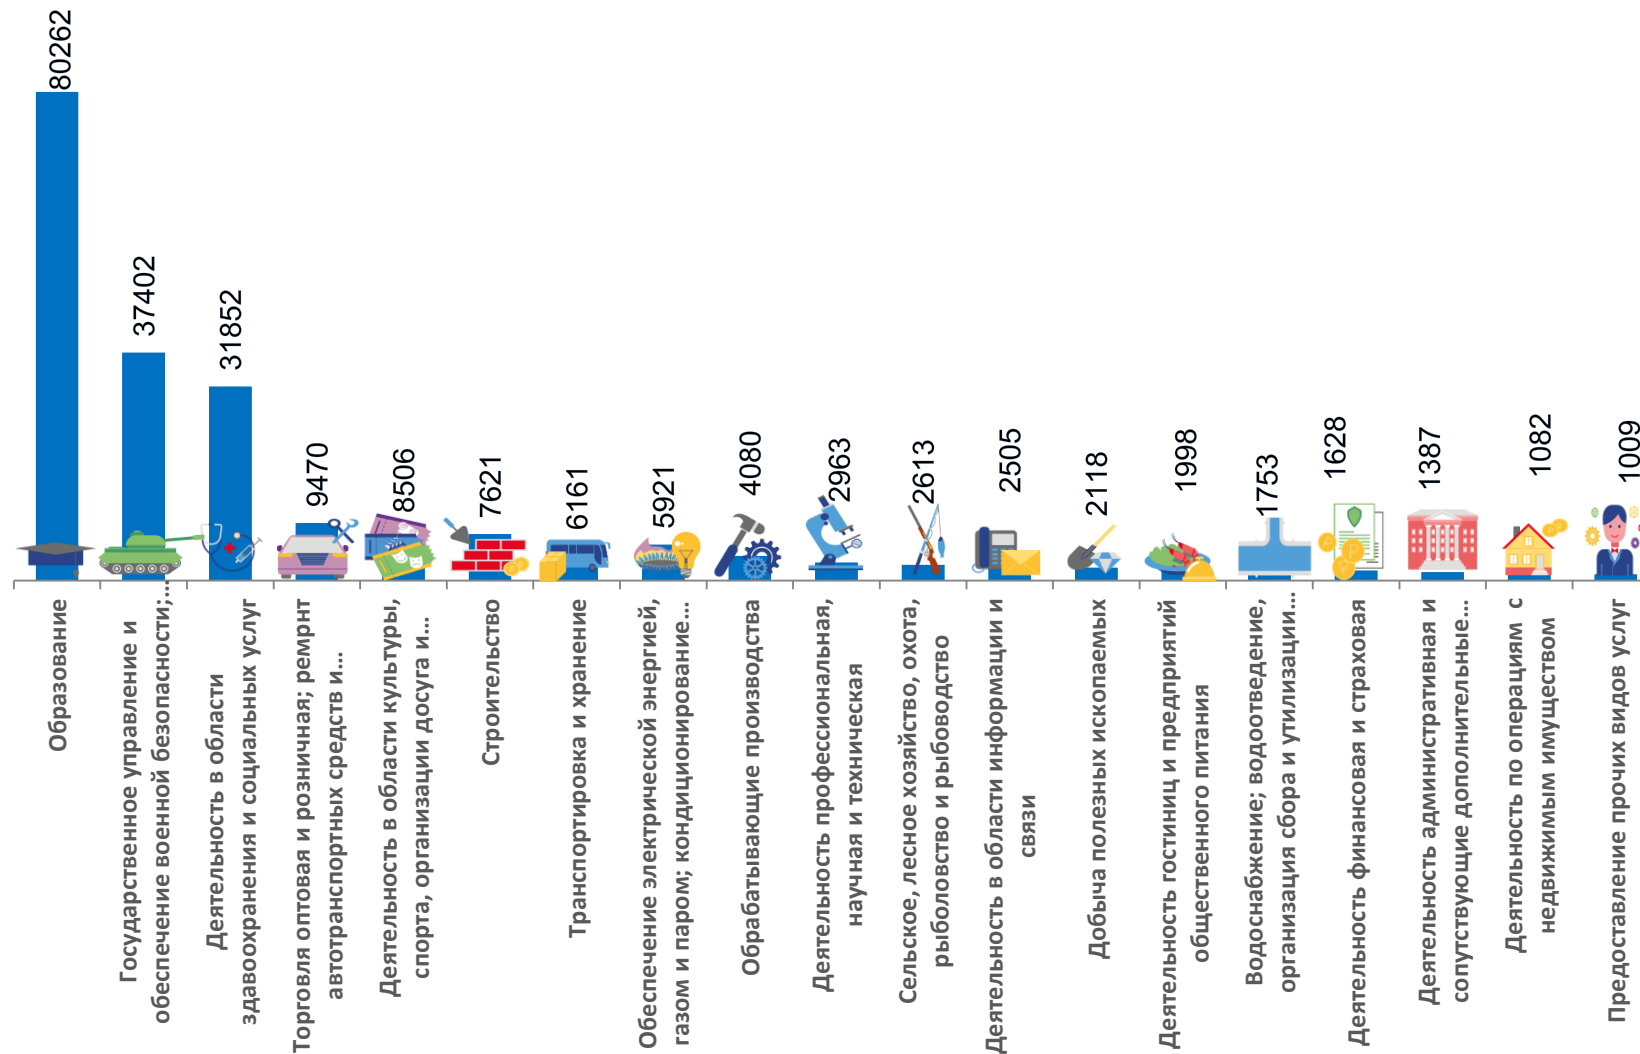 80262
37402
31852
9470
8506
7621
6161
5921
4080
2963
2613
2505
2118
1998
1753
1628
1387
1082
1009
Образование
Государственное управление и
обеспечение военной безопасности;...
Деятельность в области
здавоохранения и социальных услуг
Торговля оптовая и розничная; ремрнт
автотранспортных средств и...
Деятельность в области культуры,
спорта, организации досуга и...
Строительство
Транспортировка и хранение
Обеспечение электрической энергией,
газом и паром; кондиционирование...
Обрабатывающие производства
Деятельность профессиональная,
научная и техническая
Сельское, лесное хозяйство, охота,
рыболовство и рыбоводство
Деятельность в области информации и
связи
Добыча полезных ископаемых
Деятельность гостиниц и предприятий
общественного питания
Водоснабжение; водоотведение,
организация сбора и утилизации...
Деятельность финансовая и страховая
Деятельность административная и
сопутствующие дополнительные...
Деятельность по операциям с
недвижимым имуществом
Предоставление прочих видов услуг